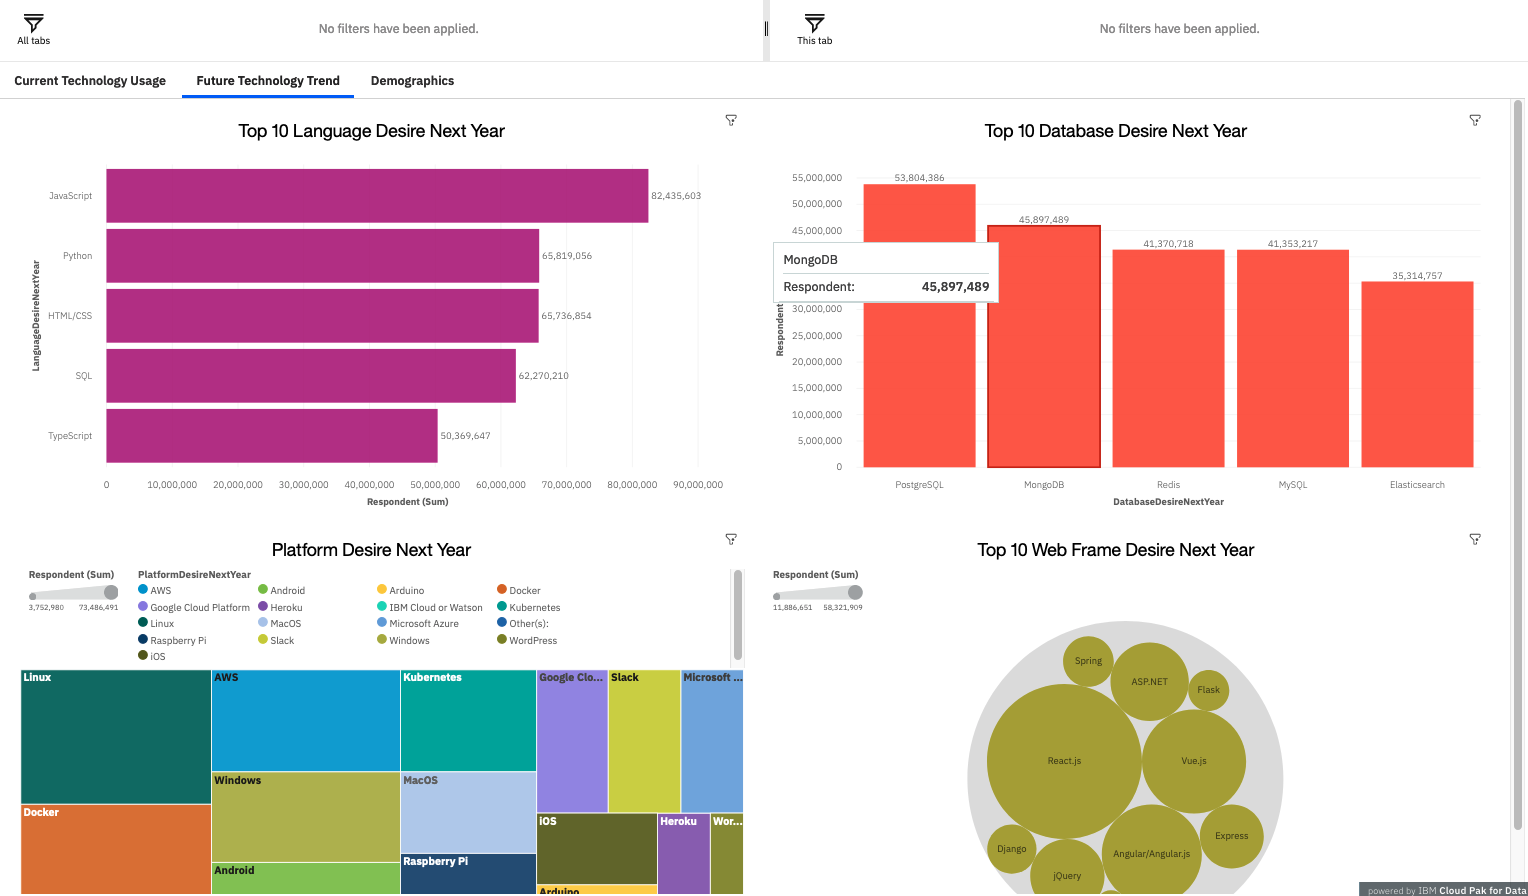 All tabs
No filters have been applied.
This tab
No filters have been applied.
Current Technology Usage
Future Technology Trend
Demographics
Top 10 Language Desire Next Year
LanguageDesireNextYear
JavaScript
82,435,603
Python
65,819,056
HTML/CSS
65,736,854
SQL
62,270,210
TypeScript
50,369,647
0
10,000,000
20,000,000
30,000,000
40,000,000
50,000,000
60,000,000
70,000,000
80,000,000
90,000,000
Respondent (Sum)
Top 10 Database Desire Next Year
55,000,000
50,000,000
45,000,000
30,000,000
25,000,000
20,000,000
15,000,000
10,000,000
5,000,000
0
Respondent
53,804,386
45,897,489
41,370,718
41,353,217
35,314,757
MongoDB
Respondent: 45,897,489
PostgreSQL
MongoDB
Redis
MySQL
Elasticsearch
DatabaseDesireNextYear
Platform Desire Next Year
Respondent (Sum)
3,752,980 73,486,491
PlatformDesireNextYear
AWS
Android
Arduino
Docker
Google Cloud Platform
Heroku
IBM Cloud or Watson
Kubernetes
Linux
MacOS
Microsoft Azure
Other(s):
Raspberry Pi
Slack
Windows
WordPress
iOS
Linux
AWS
Kubernetes
Google Clo...
Slack
Microsoft ...
Windows
MacOS
Docker
iOS
Heroku
Wor...
Raspberry Pi
Android
Arduino
Top 10 Web Frame Desire Next Year
Respondent (Sum)
11,886,651 58,321,909
Spring
ASP.NET
Flask
React.js
Vue.js
Express
Django
Angular/Angular.js
jQuery
powered by IBM Cloud Pak for Data